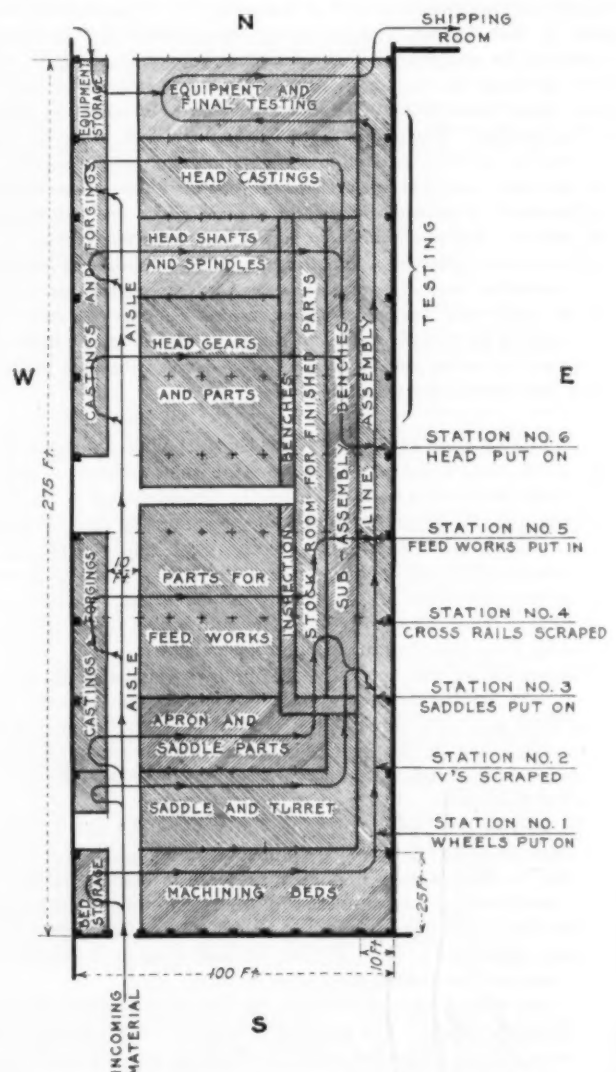 N
SHIPPING
ROOM
EQUIPMENT
STORAGE
EQUIPMENT AND
FINAL TESTING
HEAD CASTINGS
CASTINGS AND FORGINGS
HEAD SHAFTS
AND SPINDLES
AISLE
TESTING
W
E
HEAD GEARS
AND PARTS
INSPECTION BENCHES
STOCK ROOM FOR FINISHED PARTS
SUB-ASSEMBLY BENCHES
LINE ASSEMBLY
STATION NO. 6
HEAD PUT ON
275 Ft.
STATION NO. 5
FEED WORKS PUT IN
10 Ft.
PARTS FOR
FEED WORKS
CASTINGS & FORGINGS
AISLE
STATION NO. 4
CROSS RAILS SCRAPED
STATION NO. 3
SADDLES PUT ON
APRON AND
SADDLE PARTS
STATION NO. 2
V'S SCRAPED
SADDLE AND TURRET
STATION NO. 1
WHEELS PUT ON
BED
STORAGE
MACHINING BEDS
25 Ft.
10 Ft.
100 Ft.
INCOMING
MATERIAL
S